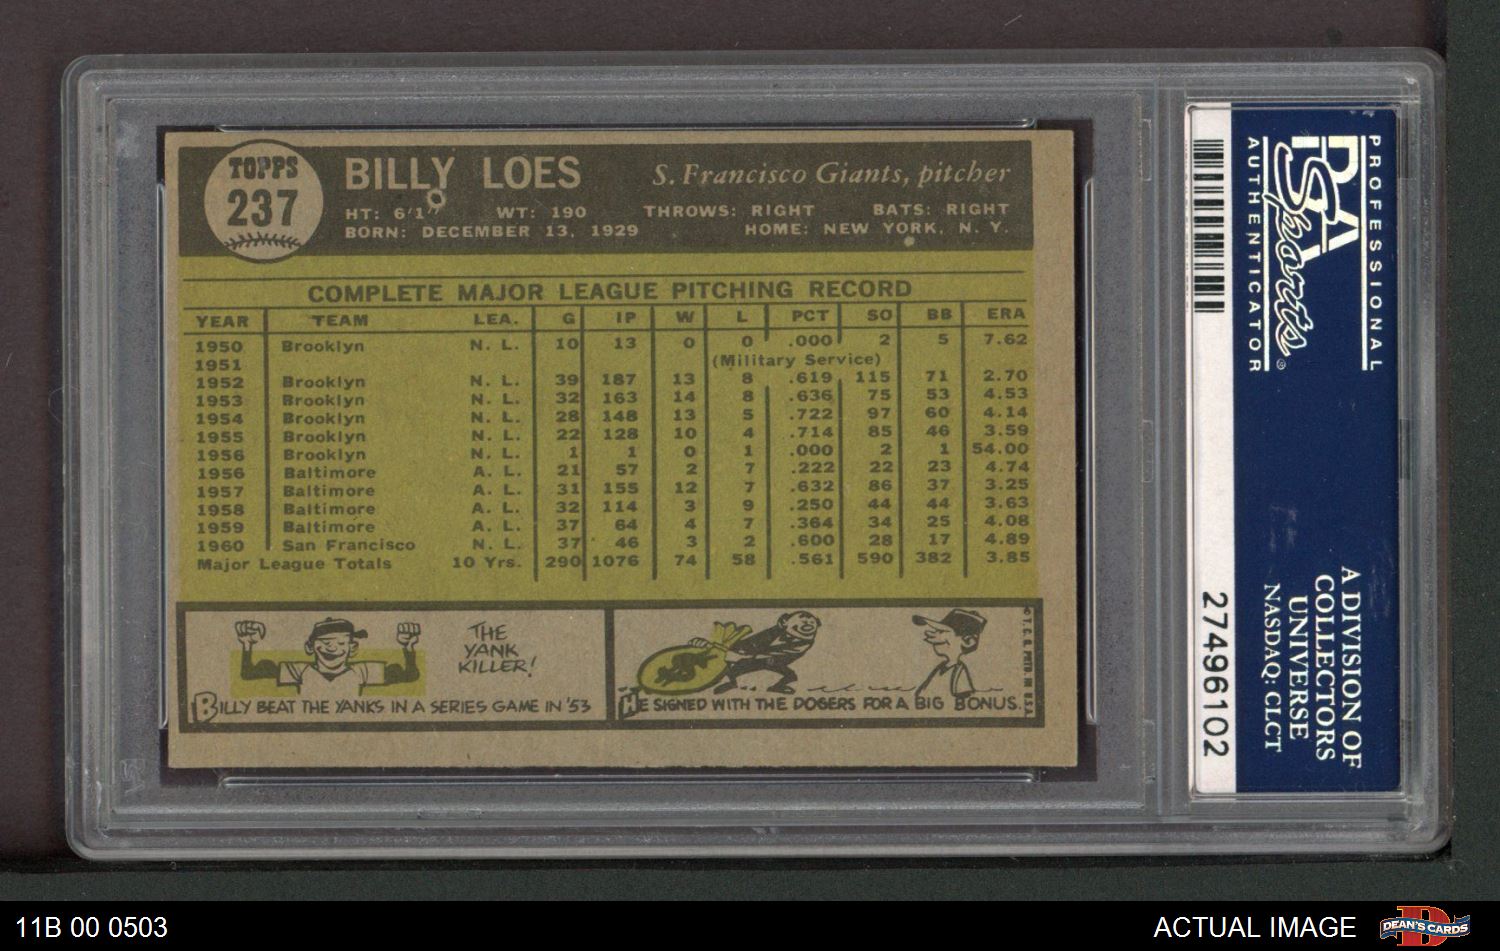 TOPPS
237
BILLY LOES
S. Francisco Giants, pitcher
HT: 6'1" WT: 190 THROWS: RIGHT BATS: RIGHT
BORN: DECEMBER 13, 1929 HOME: NEW YORK, N. Y.
COMPLETE MAJOR LEAGUE PITCHING RECORD
YEAR TEAM LEA. G IP W L PCT SO BB ERA
1950 Brooklyn N. L. 10 13 0 0 .000 2 5 7.62
1951 (Military Service)
1952 Brooklyn N. L. 39 187 13 8 .619 115 71 2.70
1953 Brooklyn N. L. 32 163 14 8 .636 75 53 4.53
1954 Brooklyn N. L. 28 148 13 5 .722 97 60 4.14
1955 Brooklyn N. L. 22 128 10 4 .714 85 46 3.59
1956 Brooklyn N. L. 1 1 0 1 .000 2 1 54.00
1956 Baltimore A. L. 21 57 2 7 .222 22 23 4.74
1957 Baltimore A. L. 31 155 12 7 .632 86 37 3.25
1958 Baltimore A. L. 32 114 3 9 .250 44 44 3.63
1959 Baltimore A. L. 37 64 4 7 .364 34 25 4.08
1960 San Francisco N. L. 37 46 3 2 .600 28 17 4.89
Major League Totals 10 Yrs. 290 1076 74 58 .561 590 382 3.85
THE
YANK
KILLER!
BILLY BEAT THE YANKS IN A SERIES GAME IN '53
$
HE SIGNED WITH THE DOGERS FOR A BIG BONUS.
© T. C. G. PRTD. IN U.S.A.
PROFESSIONAL
PSA
Sports®
AUTHENTICATOR
A DIVISION OF
COLLECTORS
UNIVERSE
NASDAQ: CLCT
27496102
11B 00 0503
ACTUAL IMAGE
D
DEAN'S CARDS